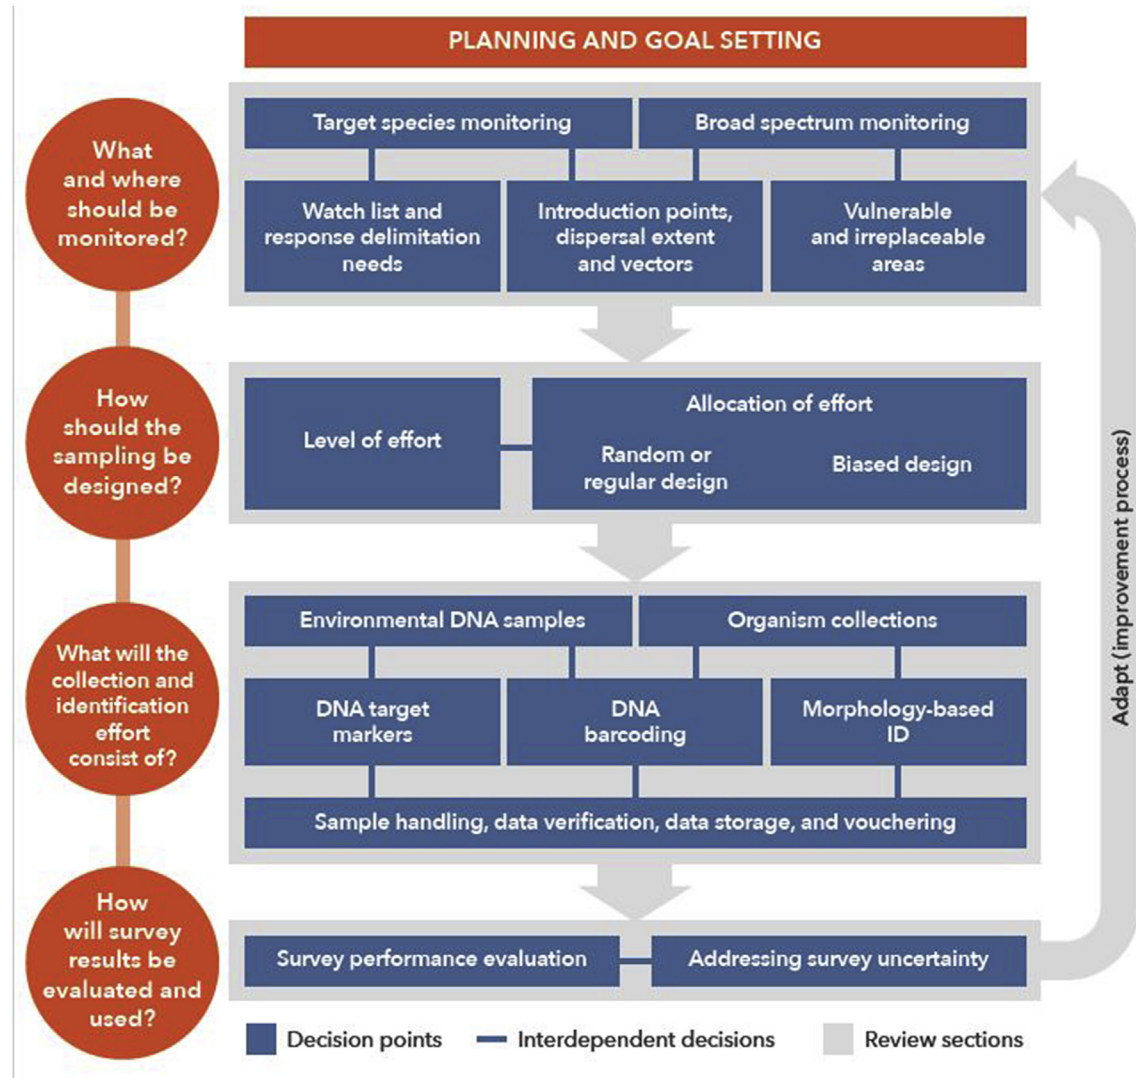 PLANNING AND GOAL SETTING
What
and where
should be
monitored?
Target species monitoring
Broad spectrum monitoring
Watch list and
response delimitation
needs
Introduction points,
dispersal extent
and vectors
Vulnerable
and irreplaceable
areas
How
should the
sampling be
designed?
Level of effort
Allocation of effort
Random or
regular design
Biased design
What will the
collection and
identification
effort
consist of?
Environmental DNA samples
Organism collections
DNA target
markers
DNA
barcoding
Morphology-based
ID
Sample handling, data verification, data storage, and vouchering
How
will survey
results be
evaluated and
used?
Survey performance evaluation
Addressing survey uncertainty
Adapt (improvement process)
Decision points
Interdependent decisions
Review sections